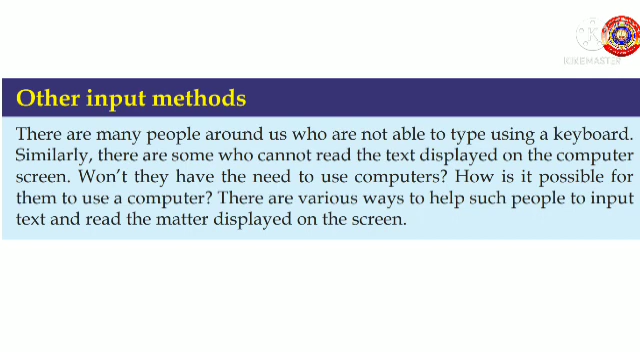 KINEMASTER
Other input methods
There are many people around us who are not able to type using a keyboard.
Similarly, there are some who cannot read the text displayed on the computer
screen. Won't they have the need to use computers? How is it possible for
them to use a computer? There are various ways to help such people to input
text and read the matter displayed on the screen.